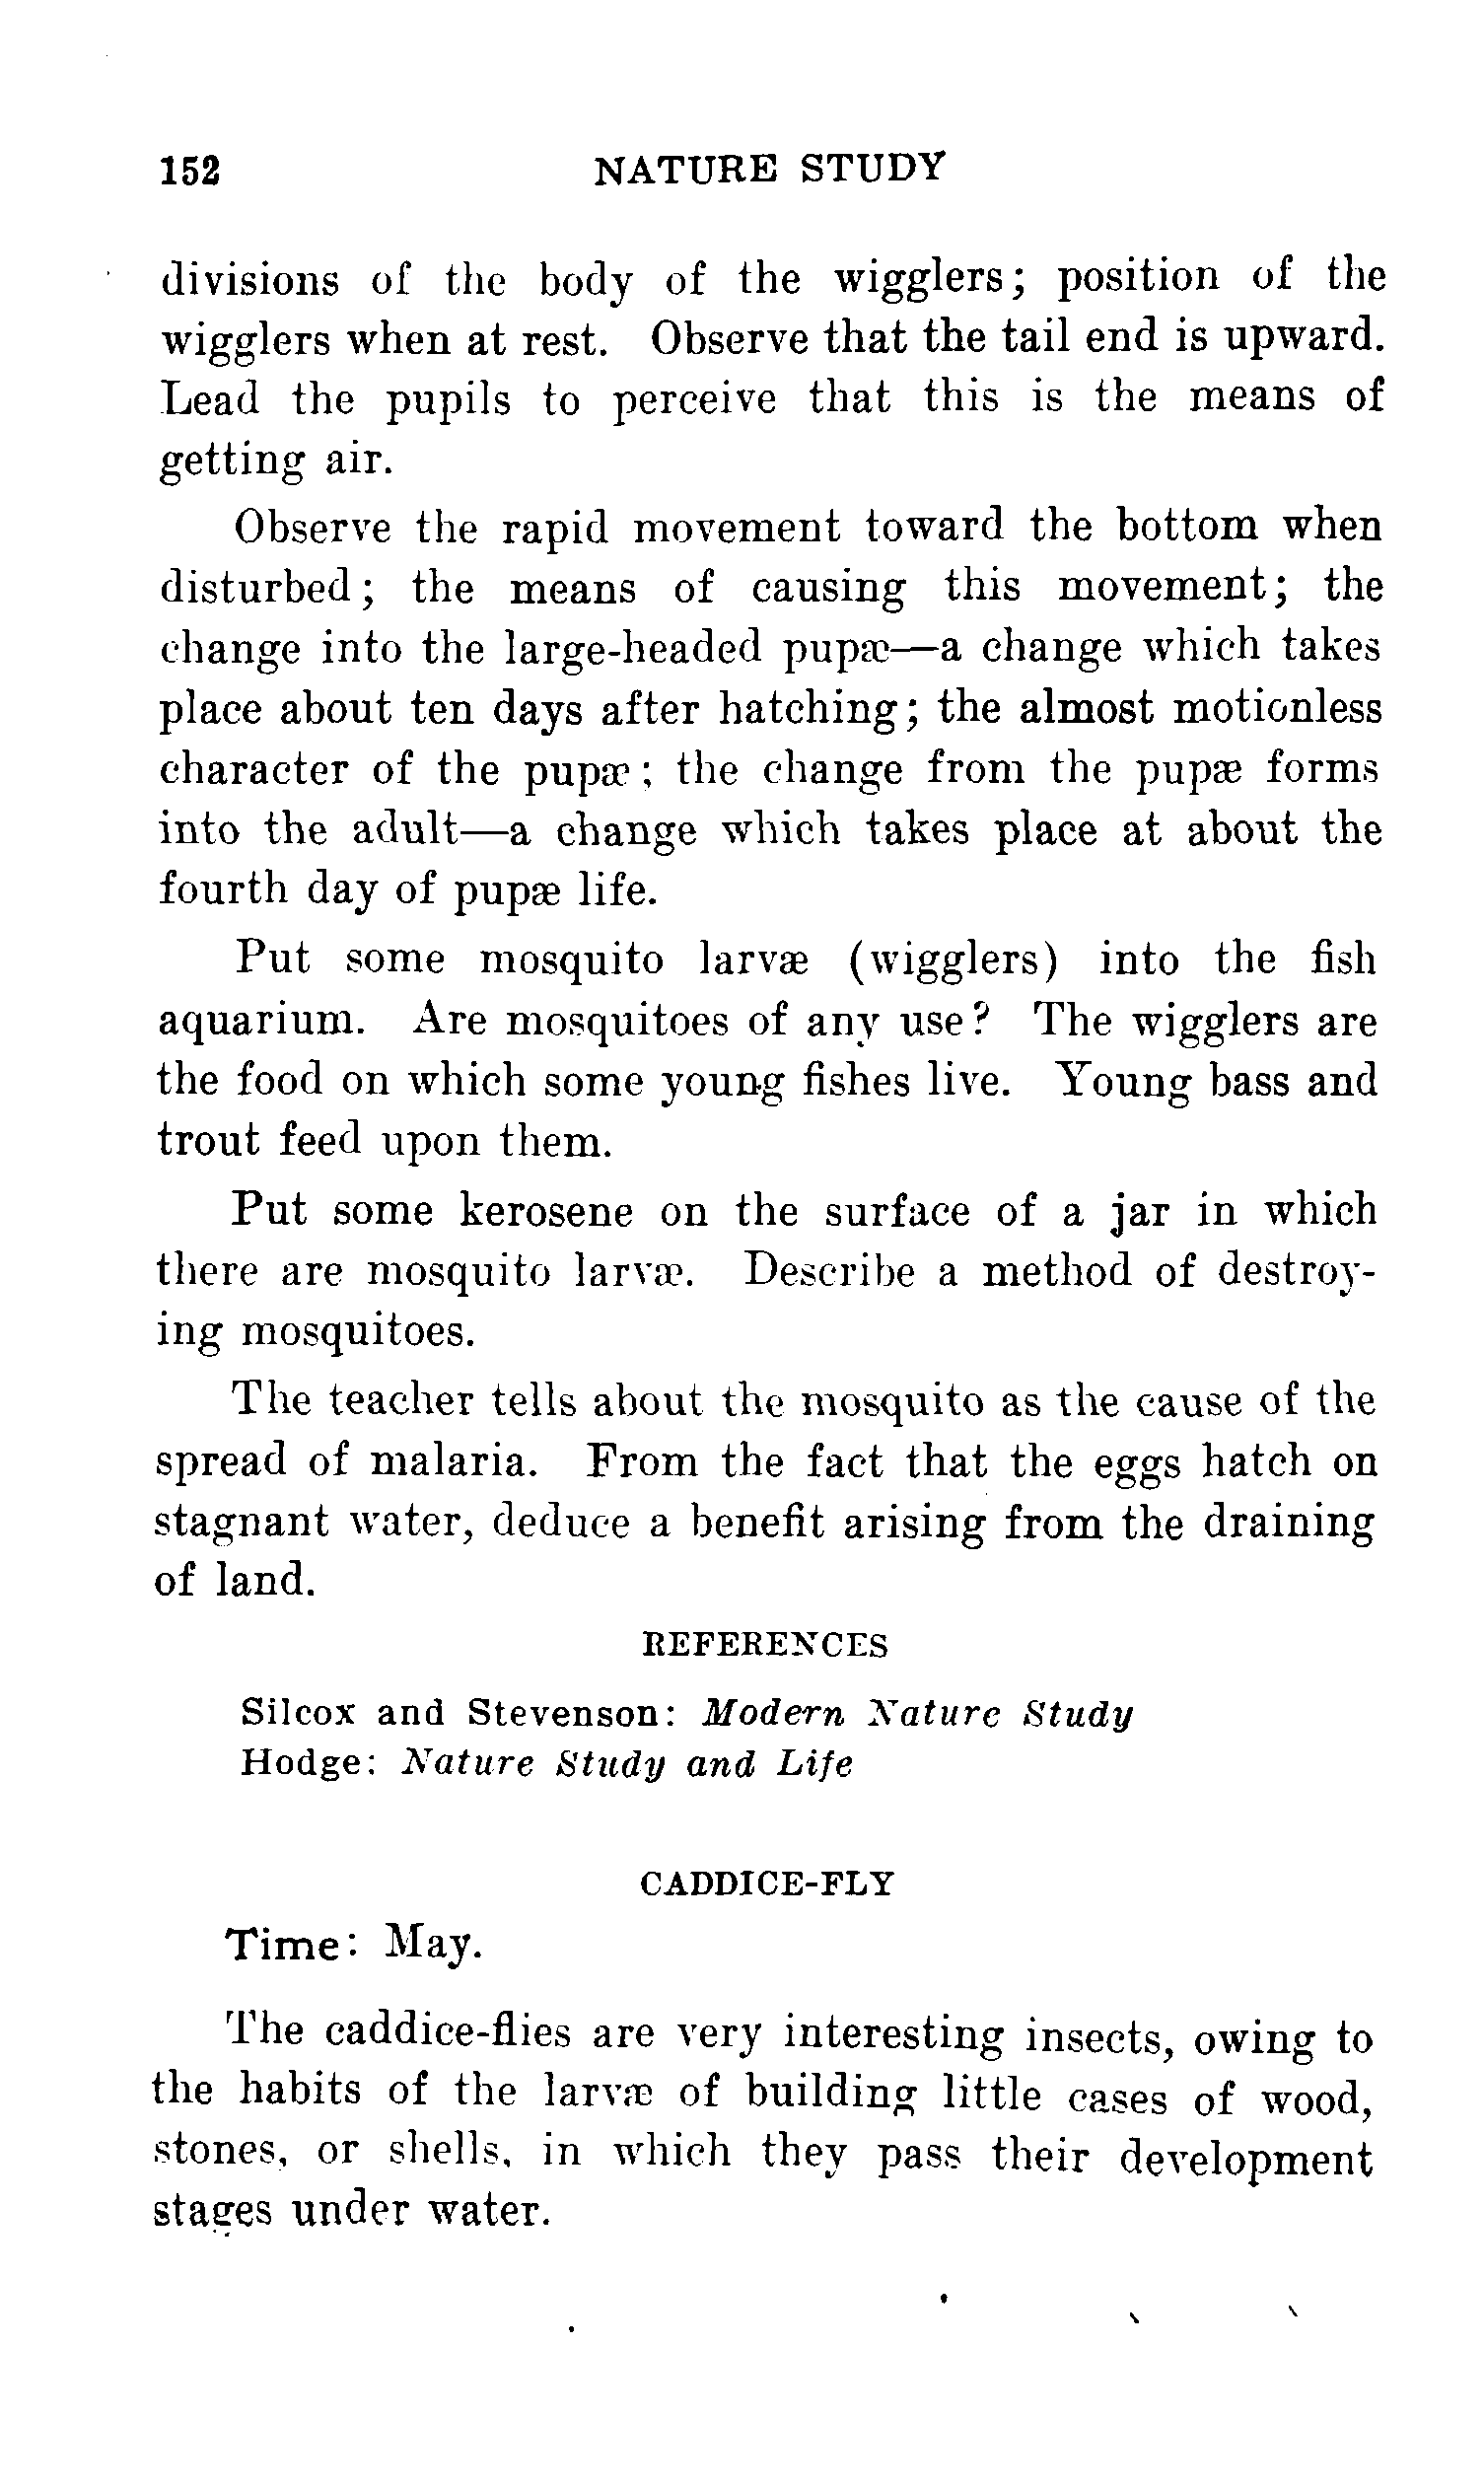 152 NATURE STUDY
divisions of the body of the wigglers; position of the
wigglers when at rest. Observe that the tail end is upward.
Lead the pupils to perceive that this is the means of
getting air.
Observe the rapid movement toward the bottom when
disturbed; the means of causing this movement; the
change into the large-headed pupæ—a change which takes
place about ten days after hatching; the almost motionless
character of the pupæ; the change from the pupæ forms
into the adult—a change which takes place at about the
fourth day of pupæ life.
Put some mosquito larvæ (wigglers) into the fish
aquarium. Are mosquitoes of any use? The wigglers are
the food on which some young fishes live. Young bass and
trout feed upon them.
Put some kerosene on the surface of a jar in which
there are mosquito larvæ. Describe a method of destroy-
ing mosquitoes.
The teacher tells about the mosquito as the cause of the
spread of malaria. From the fact that the eggs hatch on
stagnant water, deduce a benefit arising from the draining
of land.
REFERENCES
Silcox and Stevenson: Modern Nature Study
Hodge: Nature Study and Life
CADDICE-FLY
Time: May.
The caddice-flies are very interesting insects, owing to
the habits of the larvæ of building little cases of wood,
stones, or shells, in which they pass their development
stages under water.